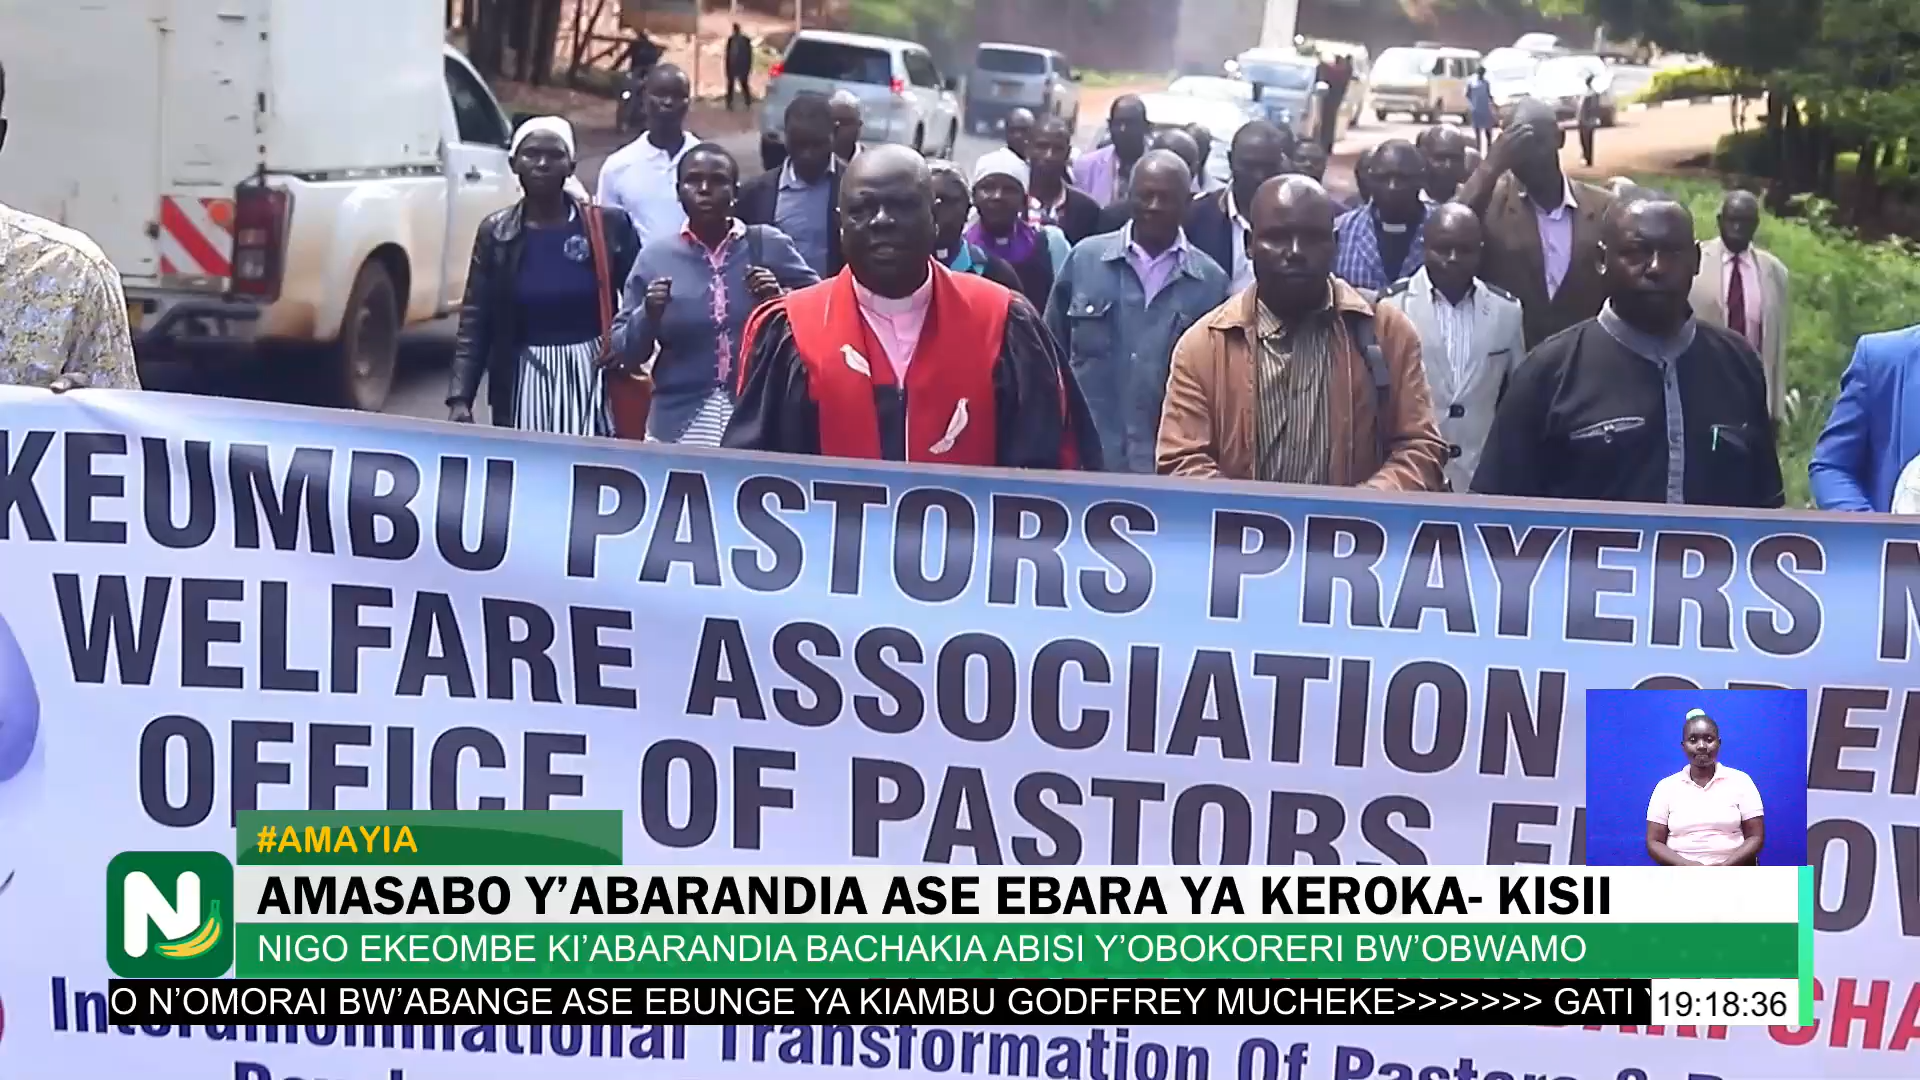 KEUMBU PASTORS PRAYERS
WELFARE ASSOCIATION
OFFICE OF PASTORS
#AMAYIA
N
AMASABO Y’ABARANDIA ASE EBARA YA KEROKA- KISII
NIGO EKEOMBE KI’ABARANDIA BACHAKIA ABISI Y’OBOKORERI BW’OBWAMO
O N’OMORAI BW’ABANGE ASE EBUNGE YA KIAMBU GODFFREY MUCHEKE>>>>>>> GATI
19:18:36
Transformation Of Pastors &